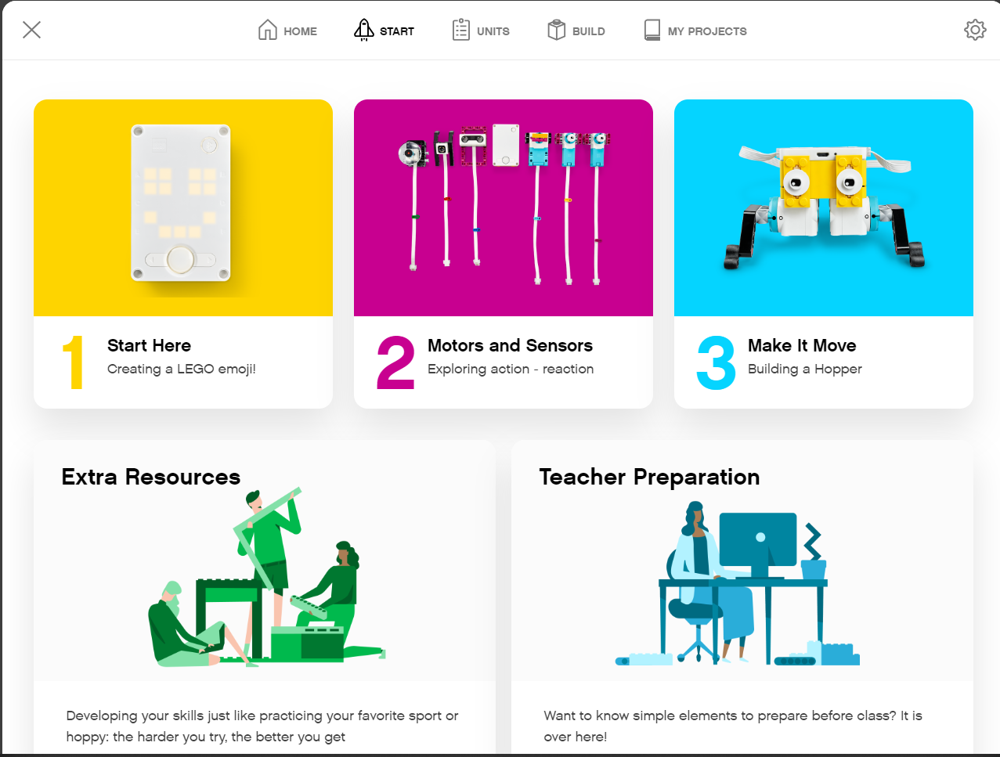 HOME
START
UNITS
BUILD
MY PROJECTS
1
Start Here
Creating a LEGO emoji!
2
Motors and Sensors
Exploring action - reaction
3
Make It Move
Building a Hopper
Extra Resources
Developing your skills just like practicing your favorite sport or
hoppy: the harder you try, the better you get
Teacher Preparation
Want to know simple elements to prepare before class? It is
over here!